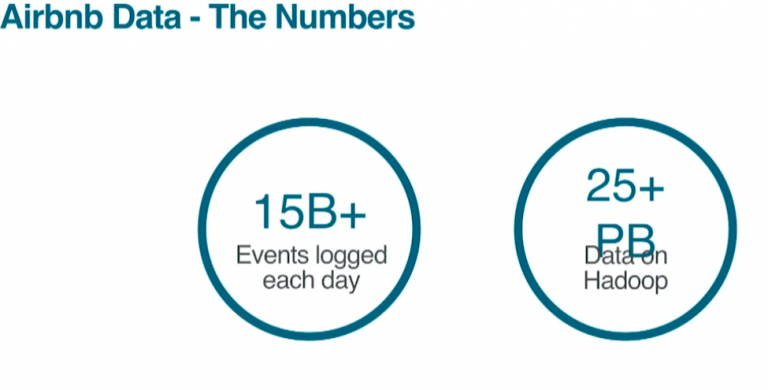 Airbnb Data - The Numbers
15B+
Events logged
each day
25+
PB
Data on
Hadoop